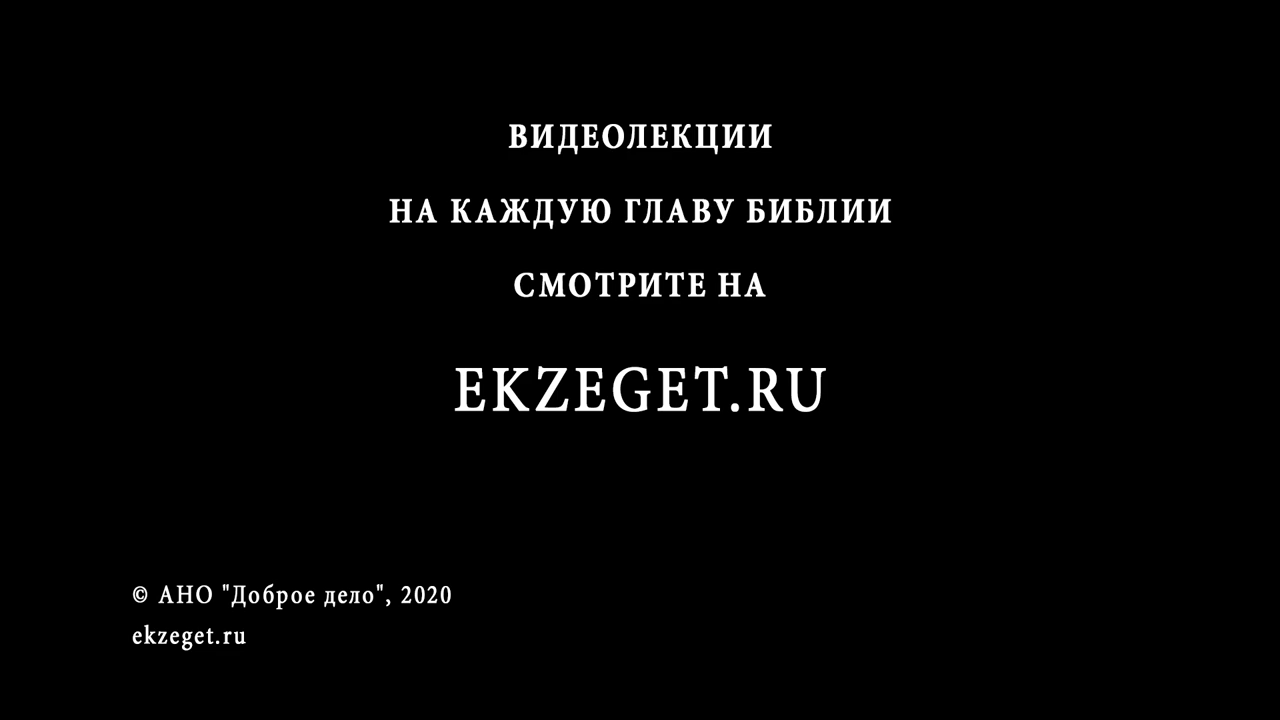 ВИДЕОЛЕКЦИИ
НА КАЖДУЮ ГЛАВУ БИБЛИИ
СМОТРИТЕ НА
EKZEGET.RU
© АНО "Доброе дело", 2020
ekzeget.ru